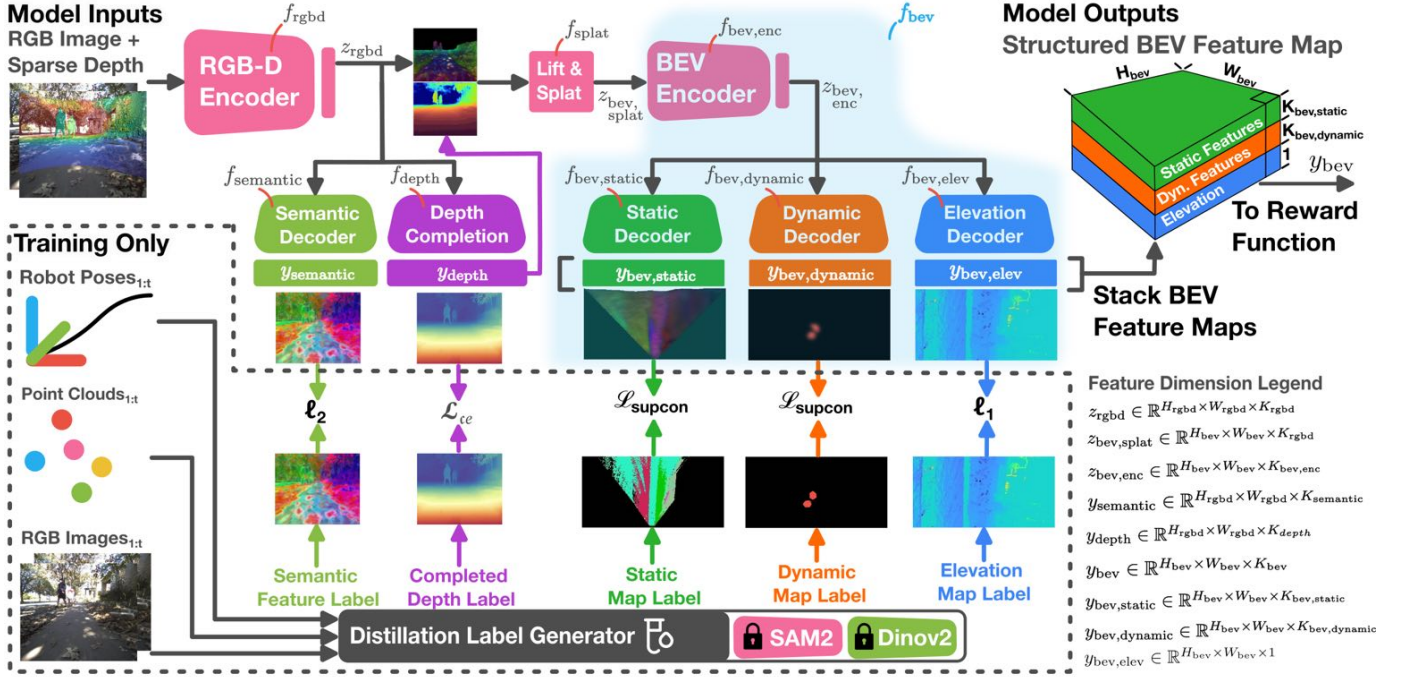 Model Inputs
RGB Image +
Sparse Depth
f_rgbd
RGB-D
Encoder
z_rgbd
f_splat
Lift &
Splat
z_bev,splat
f_bev,enc
BEV
Encoder
z_bev,enc
f_bev
Model Outputs
Structured BEV Feature Map
H_bev
W_bev
K_bev,static
K_bev,dynamic
1
Static Features
Dyn. Features
Elevation
y_bev
To Reward
Function
f_semantic
Semantic
Decoder
y_semantic
f_depth
Depth
Completion
y_depth
f_bev,static
Static
Decoder
y_bev,static
f_bev,dynamic
Dynamic
Decoder
y_bev,dynamic
f_bev,elev
Elevation
Decoder
y_bev,elev
Stack BEV
Feature Maps
Training Only
Robot Poses_1:t
Point Clouds_1:t
RGB Images_1:t
ℓ_2
ℒ_ce
ℒ_supcon
ℒ_supcon
ℓ_1
Semantic
Feature Label
Completed
Depth Label
Static
Map Label
Dynamic
Map Label
Elevation
Map Label
Distillation Label Generator
SAM2
Dinov2
Feature Dimension Legend
z_rgbd ∈ ℝ^{H_rgbd×W_rgbd×K_rgbd}
z_bev,splat ∈ ℝ^{H_bev×W_bev×K_rgbd}
z_bev,enc ∈ ℝ^{H_bev×W_bev×K_bev,enc}
y_semantic ∈ ℝ^{H_rgbd×W_rgbd×K_semantic}
y_depth ∈ ℝ^{H_rgbd×W_rgbd×K_depth}
y_bev ∈ ℝ^{H_bev×W_bev×K_bev}
y_bev,static ∈ ℝ^{H_bev×W_bev×K_bev,static}
y_bev,dynamic ∈ ℝ^{H_bev×W_bev×K_bev,dynamic}
y_bev,elev ∈ ℝ^{H_bev×W_bev×1}